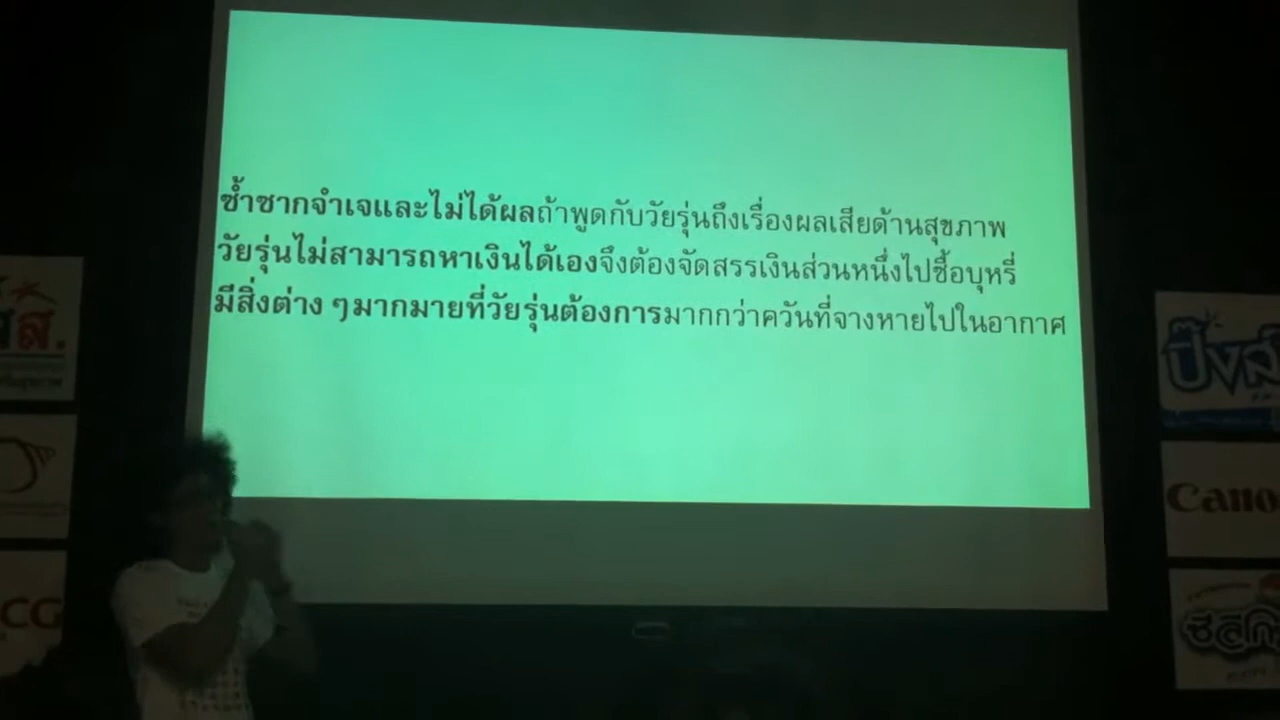 ซ้ำซากจำเจและไม่ได้ผลถ้าพูดกับวัยรุ่นถึงเรื่องผลเสียด้านสุขภาพ
วัยรุ่นไม่สามารถหาเงินได้เองจึงต้องจัดสรรเงินส่วนหนึ่งไปซื้อบุหรี่
มีสิ่งต่าง ๆมากมายที่วัยรุ่นต้องการมากกว่าควันที่จางหายไปในอากาศ
สส.
CG
ปิ๊งส์
Cano